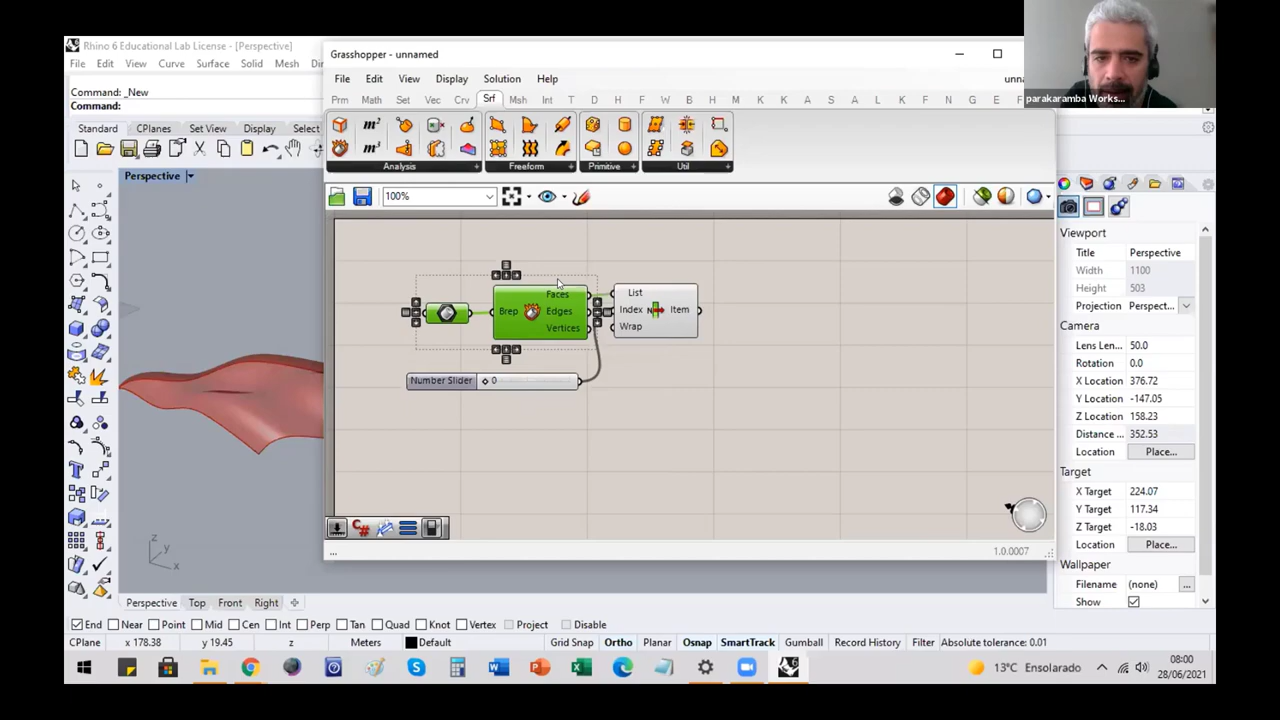 Rhino 6 Educational Lab License - [Perspective]
File Edit View Curve Surface Solid Mesh
Command: _New
Command:
Standard CPlanes Set View Display Select
Perspective
Grasshopper - unnamed
File Edit View Display Solution Help
Prm Math Set Vec Crv Srf Msh Int T D H F W B H M K S A L K F N G E
m²
m³
Analysis Freeform Primitive Util
100%
Faces
Brep Edges
Vertices
List
Index Item
Wrap
Number Slider 0
...
1.0.0007
z
y
x
parakaramba Works...
Viewport
Title Perspective
Width 1100
Height 503
Projection Perspect...
Camera
Lens Len... 50.0
Rotation 0.0
X Location 376.72
Y Location -147.05
Z Location 158.23
Distance ... 352.53
Location Place...
Target
X Target 224.07
Y Target 117.34
Z Target -18.03
Location Place...
Wallpaper
Filename (none) ...
Show
Perspective Top Front Right
End Near Point Mid Cen Int Perp Tan Quad Knot Vertex Project Disable
CPlane x 178.38 y 19.45 z Meters Default Grid Snap Ortho Planar Osnap SmartTrack Gumball Record History Filter Absolute tolerance: 0.01
13°C Ensolarado
08:00
28/06/2021